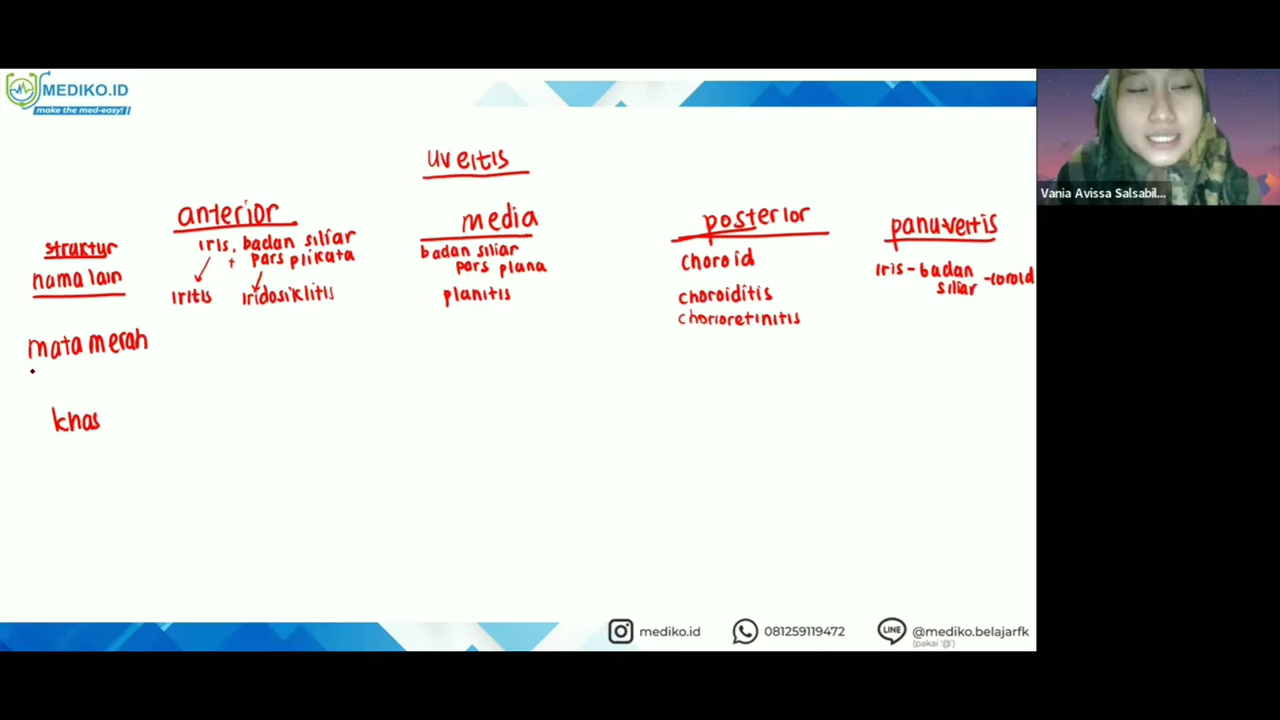 MEDIKO.ID
make the med-easy!
Vania Avissa Salsabil...
uveitis
anterior
media
posterior
panuveitis
struktur
iris, badan siliar
+ pars plikata
badan siliar
pars plana
choroid
iris - badan siliar - coroid
nama lain
iritis
iridosiklitis
planitis
choroiditis
chorioretinitis
mata merah
khas
mediko.id
081259119472
LINE
@mediko.belajarfk
(pakai '@')